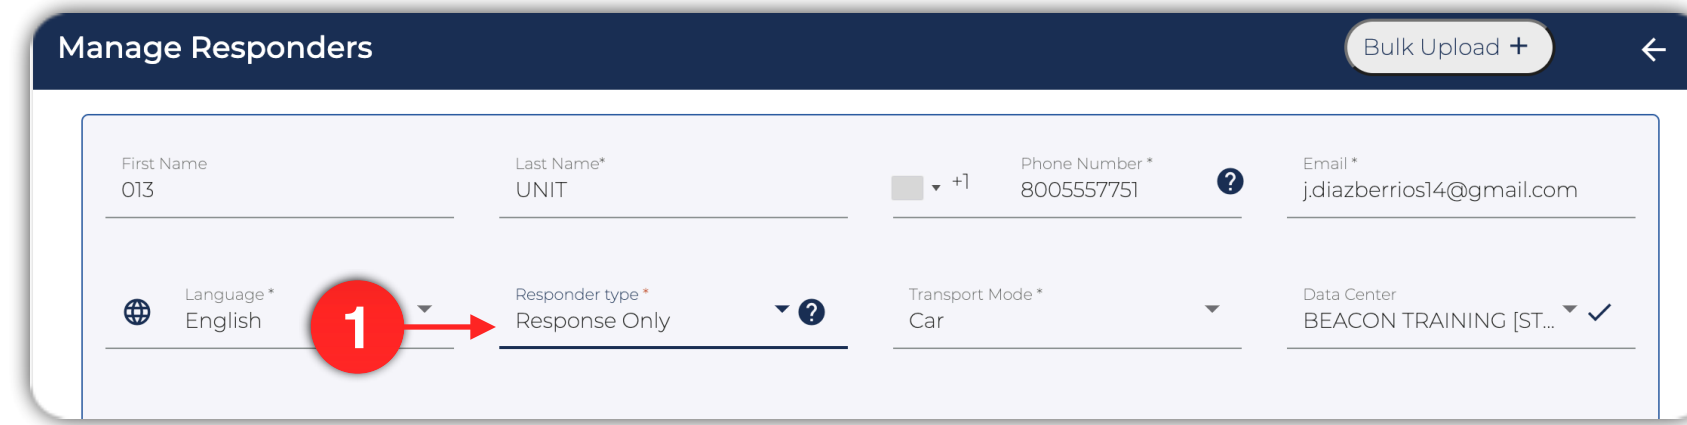 Manage Responders
Bulk Upload +
First Name
Last Name*
Phone Number *
Email *
013
UNIT
+1
8005557751
j.diazberrios14@gmail.com
Language *
Responder type *
Transport Mode *
Data Center
English
1
Response Only
Car
BEACON TRAINING [ST...